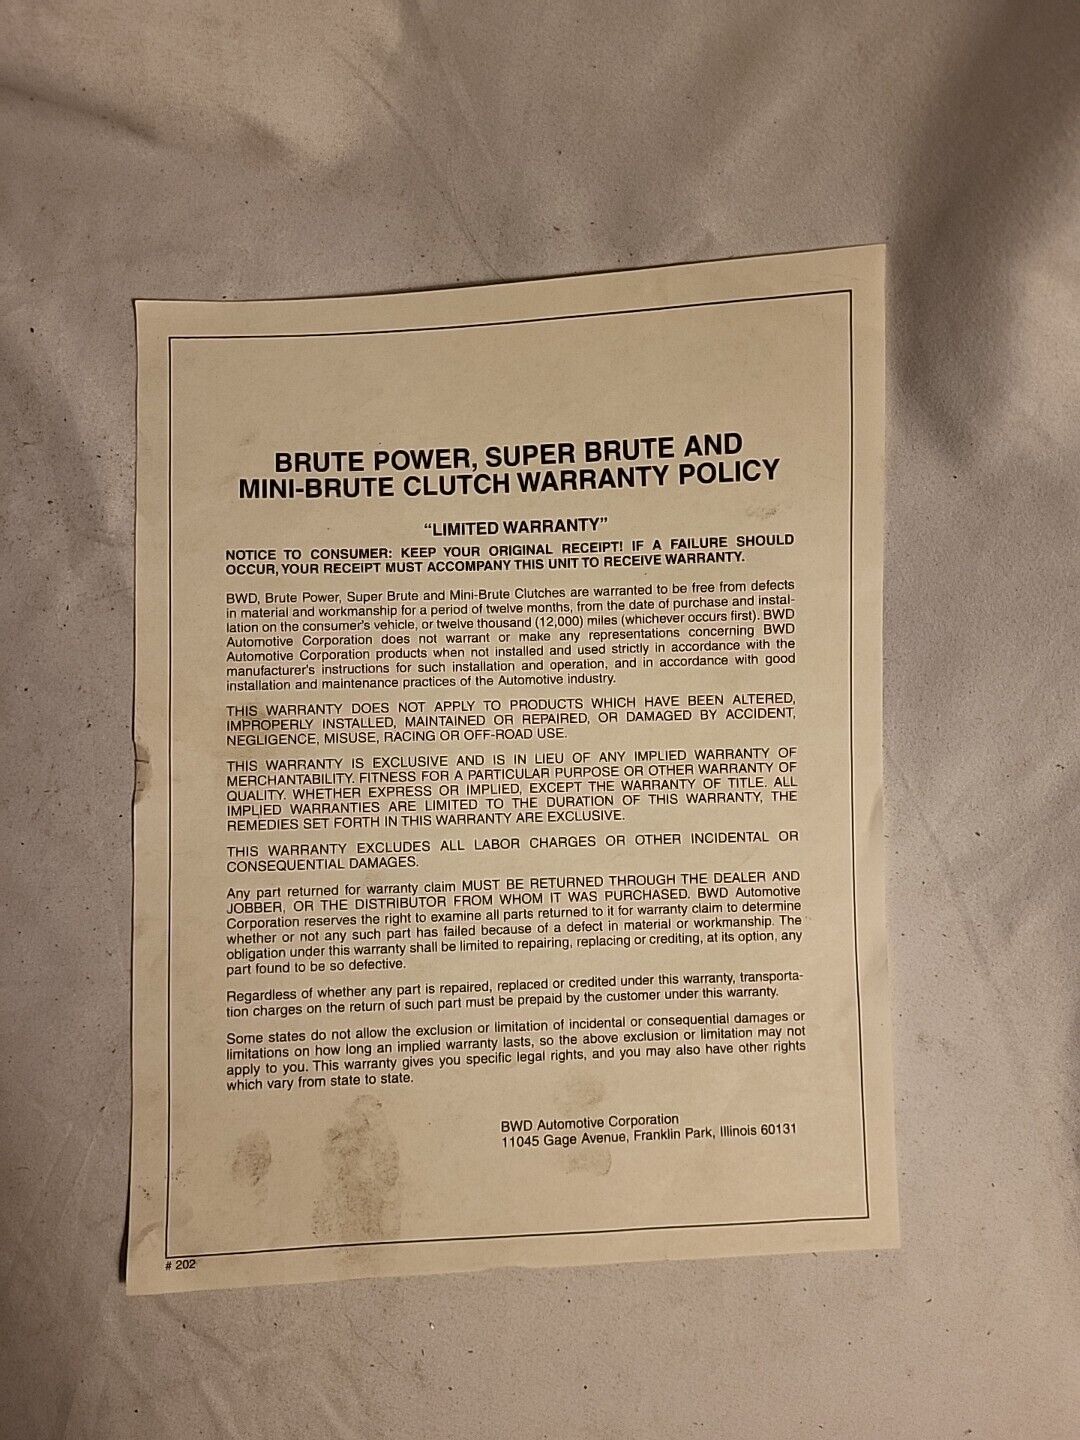 BRUTE POWER, SUPER BRUTE AND
MINI-BRUTE CLUTCH WARRANTY POLICY
“LIMITED WARRANTY”
NOTICE TO CONSUMER: KEEP YOUR ORIGINAL RECEIPT! IF A FAILURE SHOULD
OCCUR, YOUR RECEIPT MUST ACCOMPANY THIS UNIT TO RECEIVE WARRANTY.
BWD, Brute Power, Super Brute and Mini-Brute Clutches are warranted to be free from defects
in material and workmanship for a period of twelve months, from the date of purchase and instal-
lation on the consumer's vehicle, or twelve thousand (12,000) miles (whichever occurs first). BWD
Automotive Corporation does not warrant or make any representations concerning BWD
Automotive Corporation products when not installed and used strictly in accordance with the
manufacturer's instructions for such installation and operation, and in accordance with good
installation and maintenance practices of the Automotive industry.
THIS WARRANTY DOES NOT APPLY TO PRODUCTS WHICH HAVE BEEN ALTERED,
IMPROPERLY INSTALLED, MAINTAINED OR REPAIRED, OR DAMAGED BY ACCIDENT,
NEGLIGENCE, MISUSE, RACING OR OFF-ROAD USE.
THIS WARRANTY IS EXCLUSIVE AND IS IN LIEU OF ANY IMPLIED WARRANTY OF
MERCHANTABILITY. FITNESS FOR A PARTICULAR PURPOSE OR OTHER WARRANTY OF
QUALITY. WHETHER EXPRESS OR IMPLIED, EXCEPT THE WARRANTY OF TITLE. ALL
IMPLIED WARRANTIES ARE LIMITED TO THE DURATION OF THIS WARRANTY, THE
REMEDIES SET FORTH IN THIS WARRANTY ARE EXCLUSIVE.
THIS WARRANTY EXCLUDES ALL LABOR CHARGES OR OTHER INCIDENTAL OR
CONSEQUENTIAL DAMAGES.
Any part returned for warranty claim MUST BE RETURNED THROUGH THE DEALER AND
JOBBER, OR THE DISTRIBUTOR FROM WHOM IT WAS PURCHASED. BWD Automotive
Corporation reserves the right to examine all parts returned to it for warranty claim to determine
whether or not any such part has failed because of a defect in material or workmanship. The
obligation under this warranty shall be limited to repairing, replacing or crediting, at its option, any
part found to be so defective.
Regardless of whether any part is repaired, replaced or credited under this warranty, transporta-
tion charges on the return of such part must be prepaid by the customer under this warranty.
Some states do not allow the exclusion or limitation of incidental or consequential damages or
limitations on how long an implied warranty lasts, so the above exclusion or limitation may not
apply to you. This warranty gives you specific legal rights, and you may also have other rights
which vary from state to state.
BWD Automotive Corporation
11045 Gage Avenue, Franklin Park, Illinois 60131
# 202